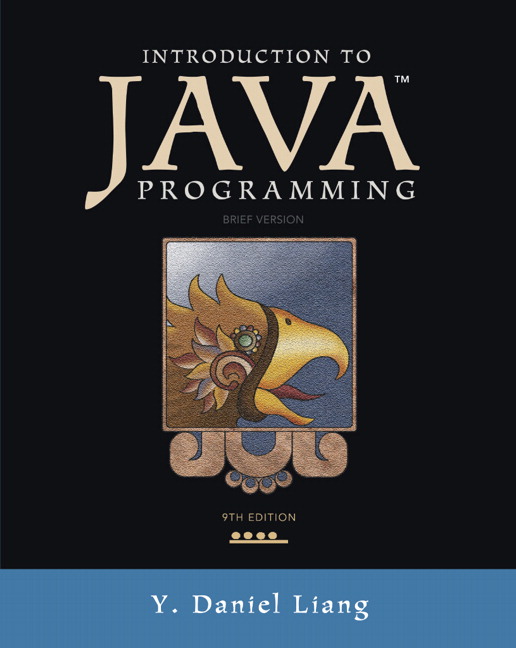 INTRODUCTION TO
JAVA™
PROGRAMMING
BRIEF VERSION
9TH EDITION
Y. Daniel Liang